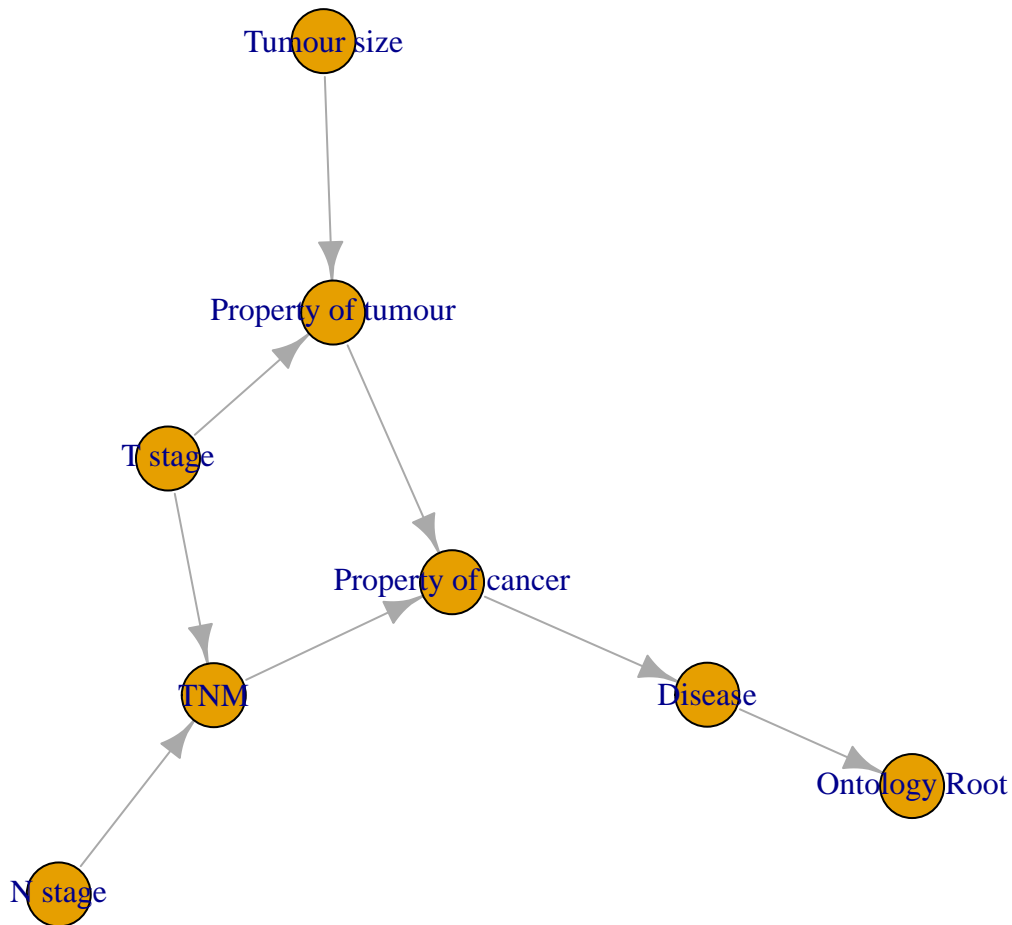 Tumour size
Property of tumour
T stage
Property of cancer
TNM
Disease
Ontology Root
N stage